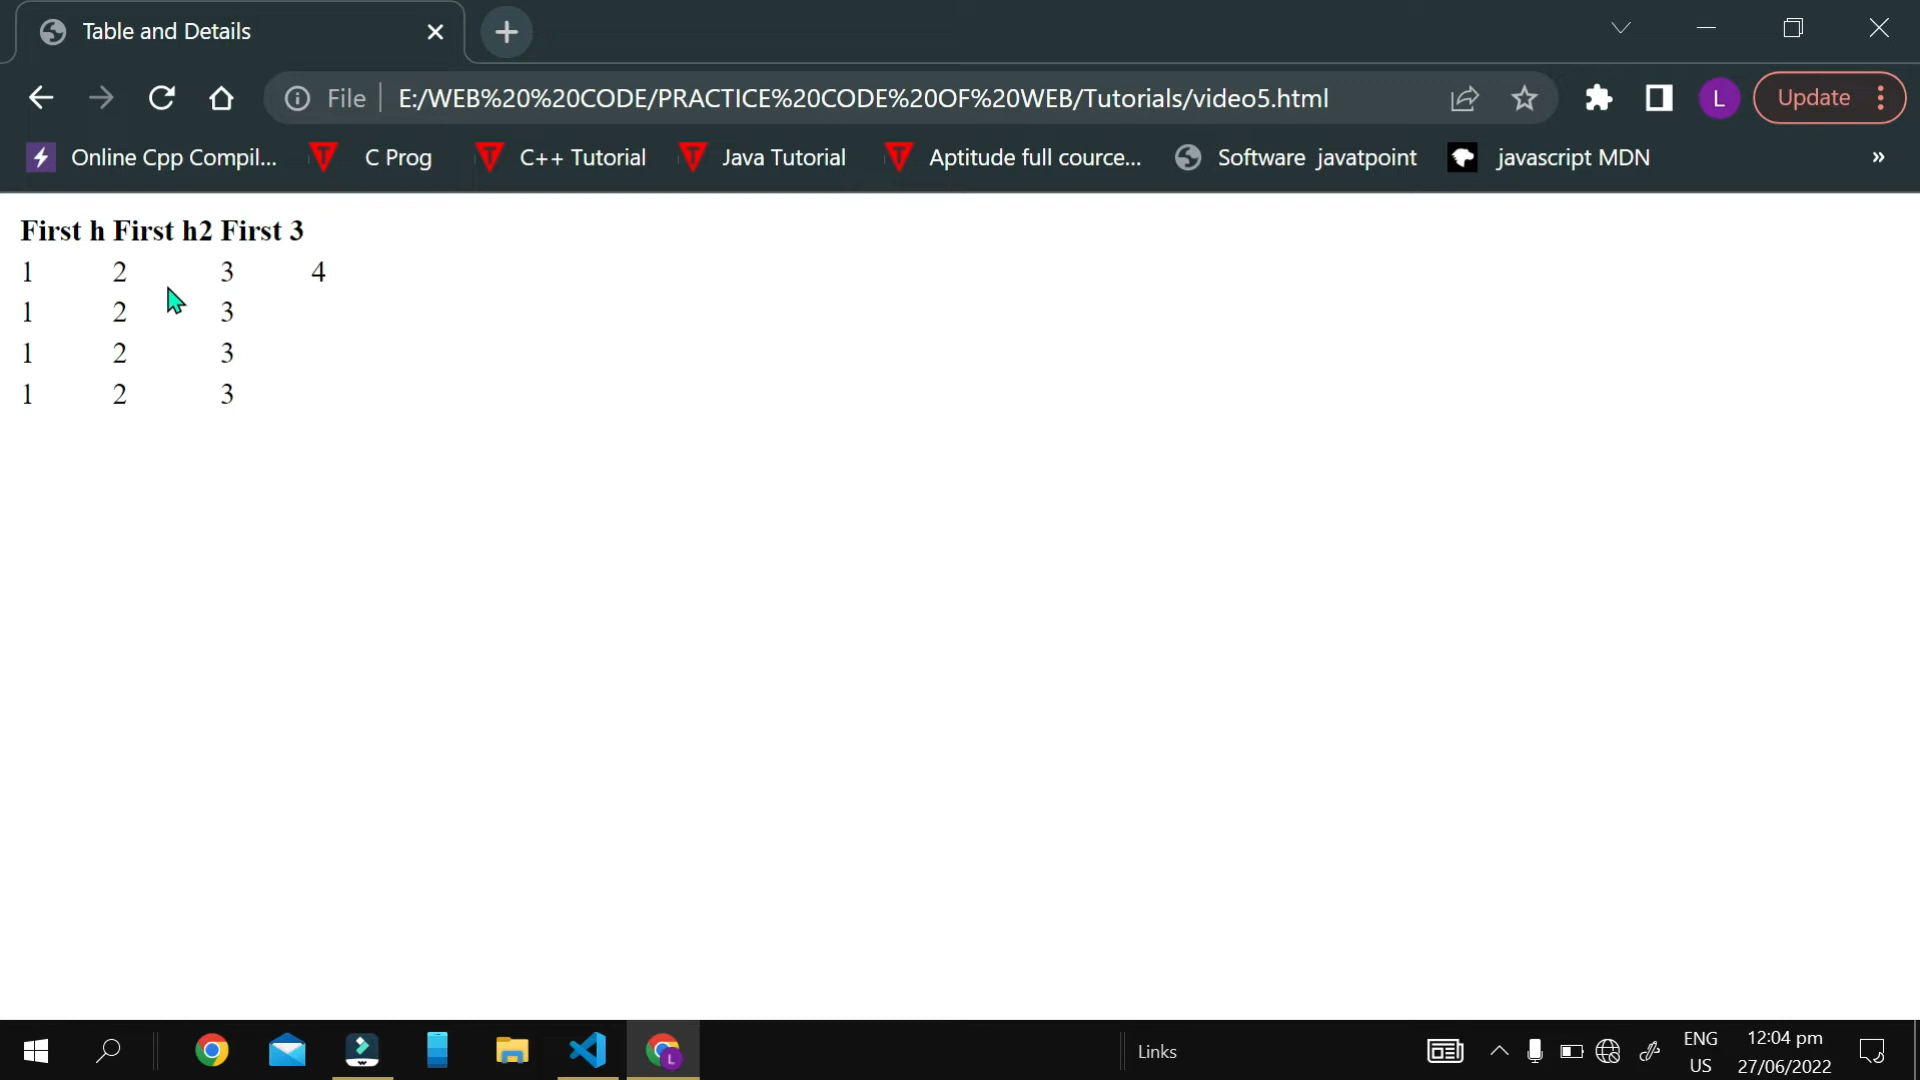 Table and Details
File E:/WEB%20%20CODE/PRACTICE%20CODE%20OF%20WEB/Tutorials/video5.html L Update
Online Cpp Compil... C Prog C++ Tutorial Java Tutorial Aptitude full cource... Software javatpoint javascript MDN »
First h First h2 First 3
1 2 3 4
1 2 3
1 2 3
1 2 3
Links ENG 12:04 pm
US 27/06/2022